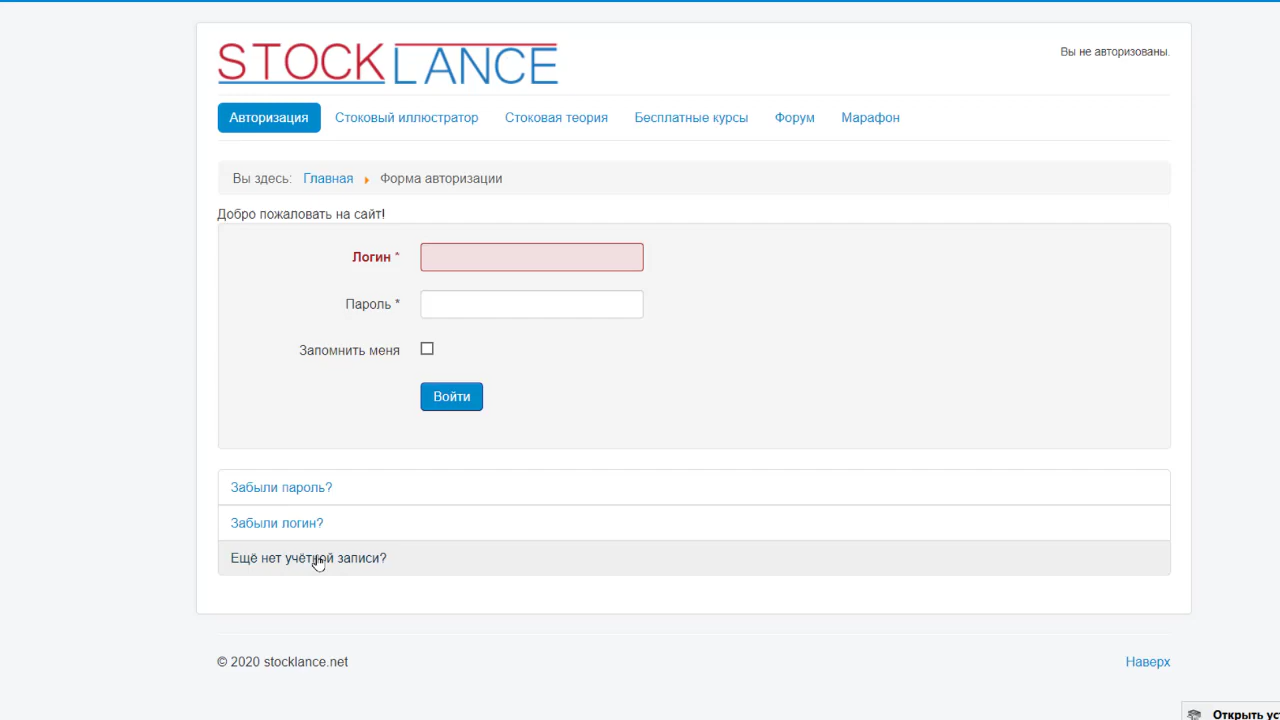 STOCKLANCE
Вы не авторизованы.
Авторизация Стоковый иллюстратор Стоковая теория Бесплатные курсы Форум Марафон
Вы здесь: Главная Форма авторизации
Добро пожаловать на сайт!
Логин *
Пароль *
Запомнить меня
Войти
Забыли пароль?
Забыли логин?
Ещё нет учётной записи?
© 2020 stocklance.net
Наверх
Открыть